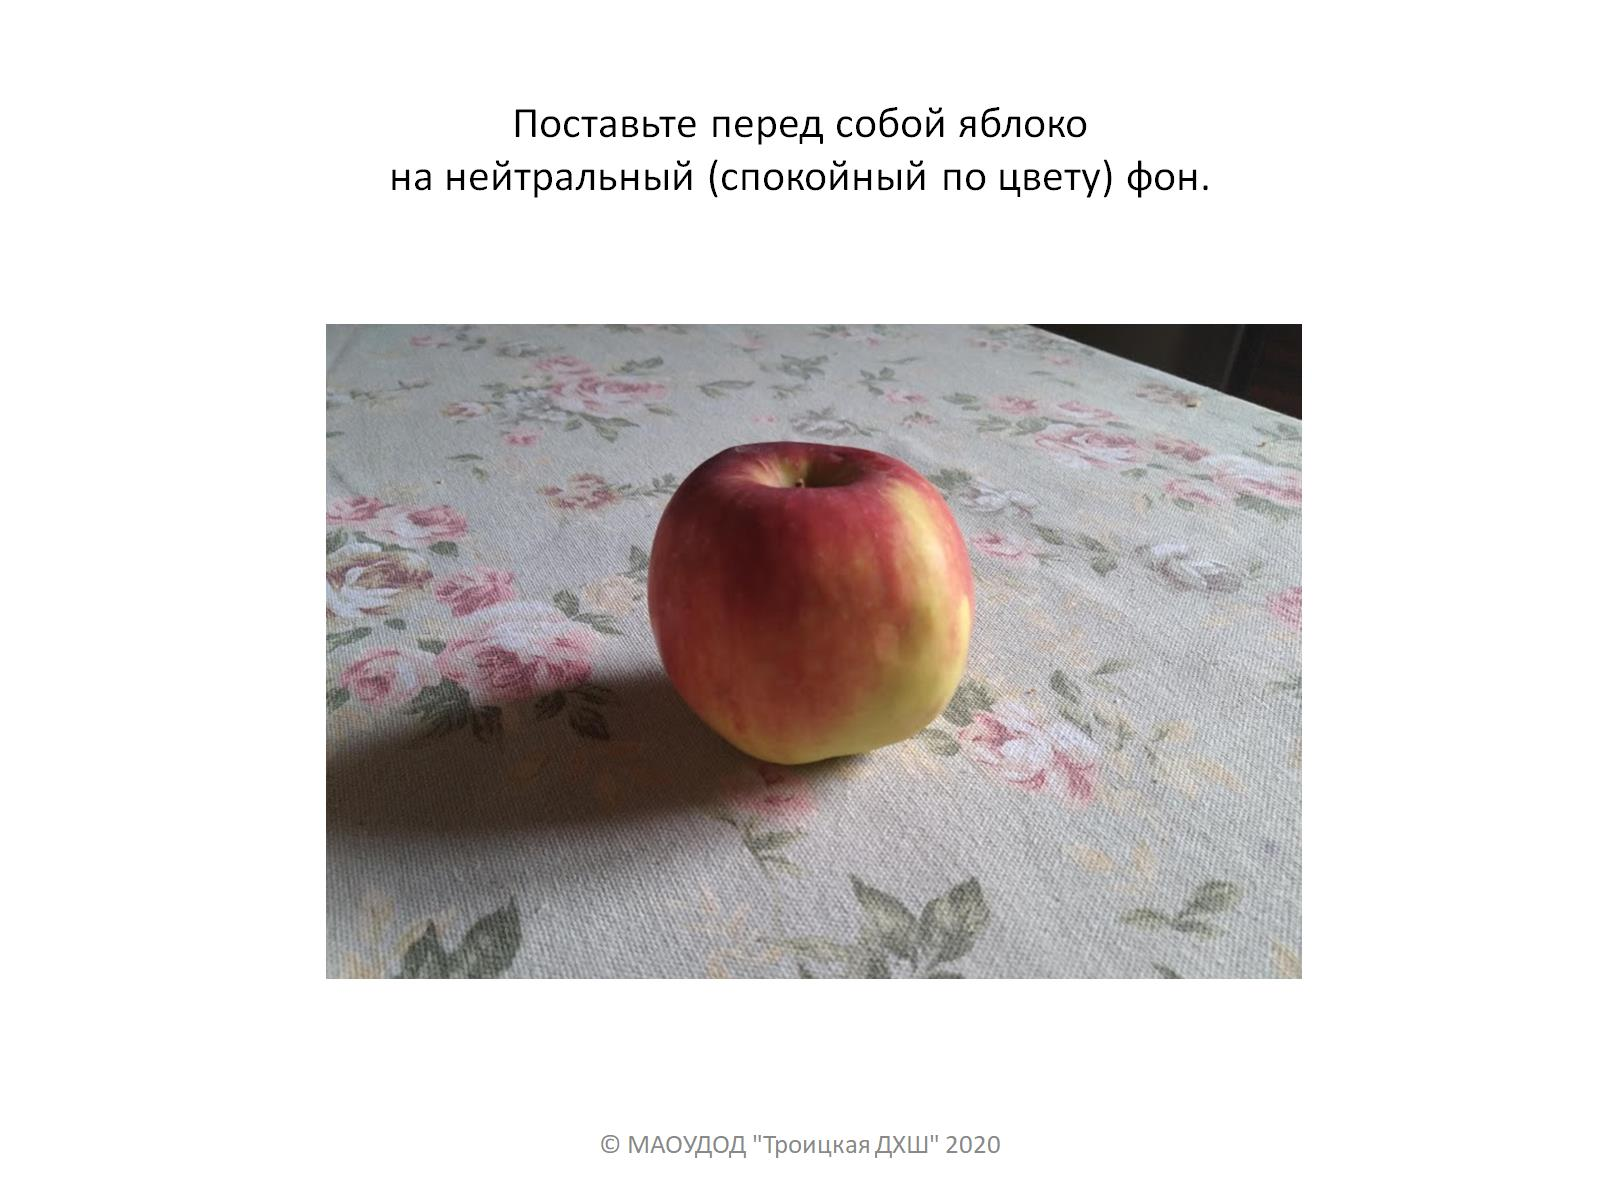 Поставьте перед собой яблоко
на нейтральный (спокойный по цвету) фон.
© МАОУДОД "Троицкая ДХШ" 2020